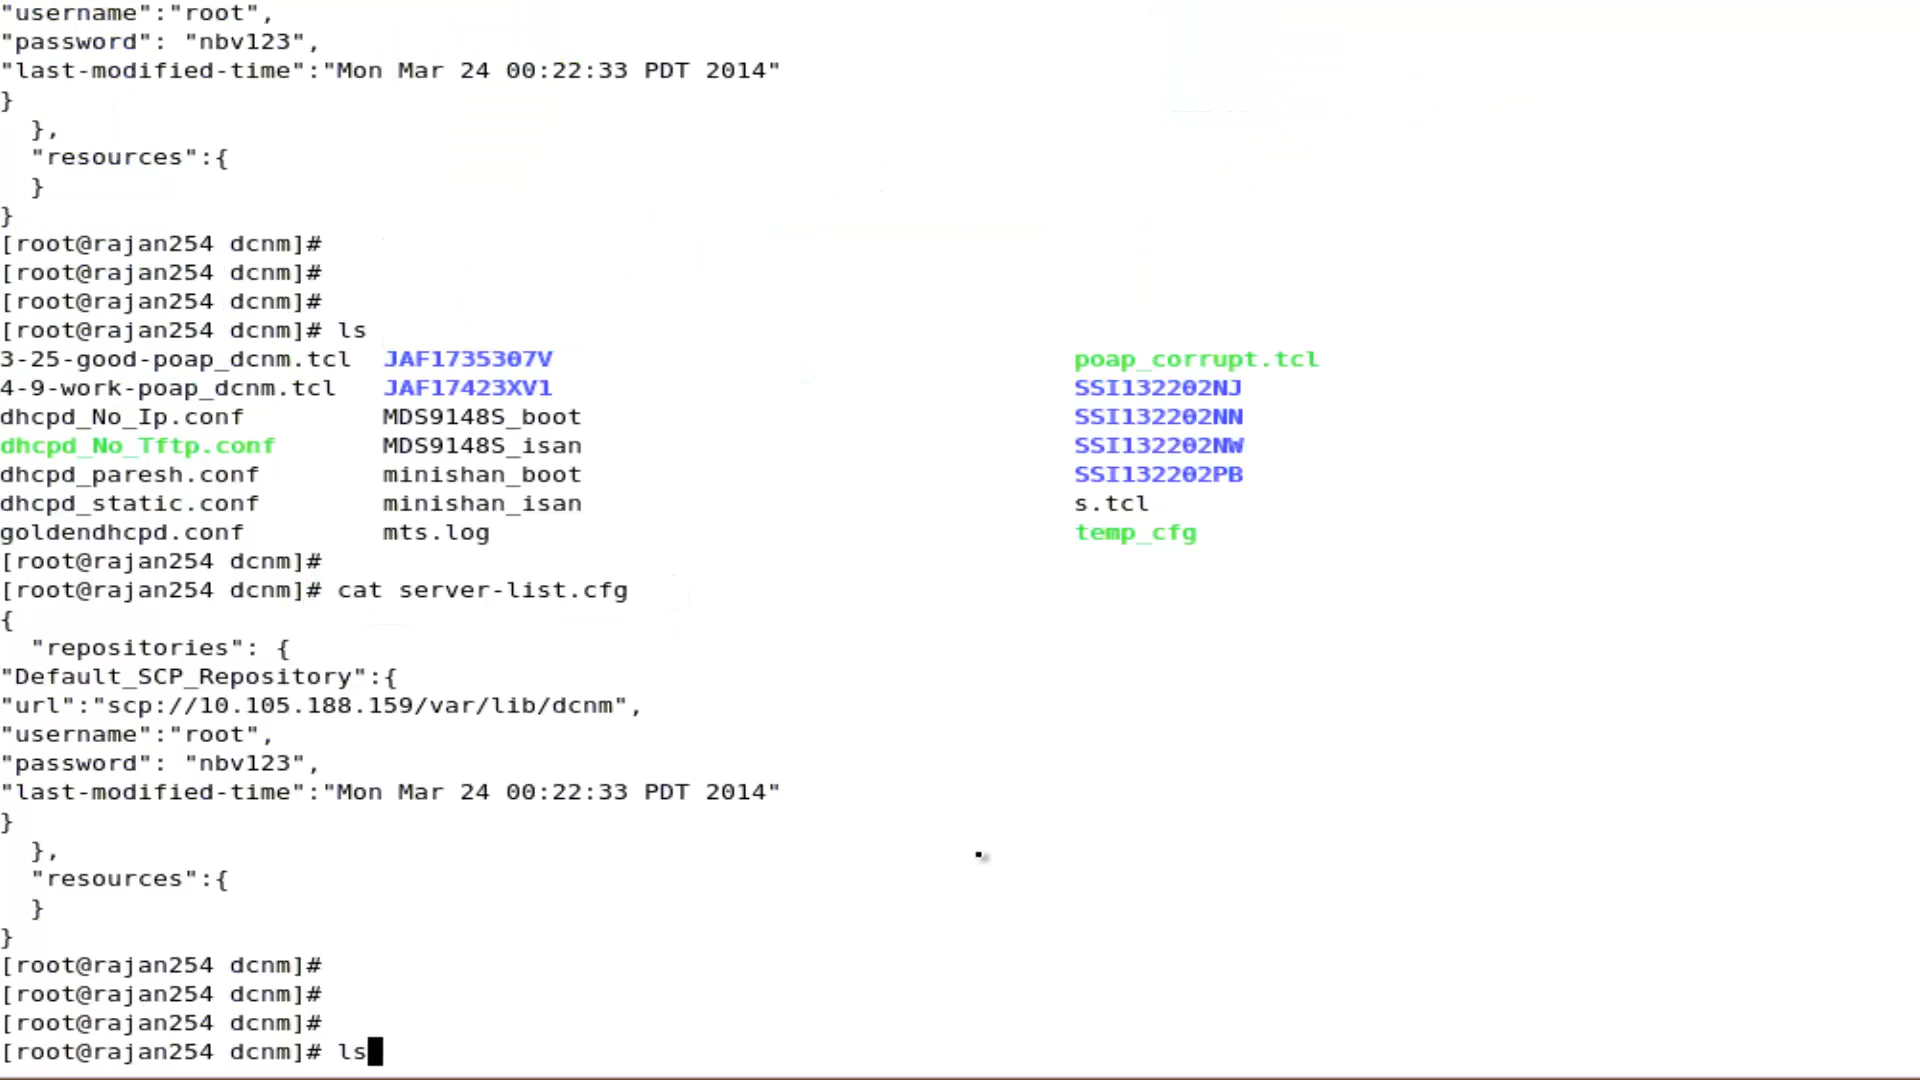 "username":"root",
"password": "nbv123",
"last-modified-time":"Mon Mar 24 00:22:33 PDT 2014"
}
  },
  "resources":{
  }
}
[root@rajan254 dcnm]#
[root@rajan254 dcnm]#
[root@rajan254 dcnm]#
[root@rajan254 dcnm]# ls
3-25-good-poap_dcnm.tcl  JAF1735307V  poap_corrupt.tcl
4-9-work-poap_dcnm.tcl  JAF17423XV1  SSI132202NJ
dhcpd_No_Ip.conf  MDS9148S_boot  SSI132202NN
dhcpd_No_Tftp.conf  MDS9148S_isan  SSI132202NW
dhcpd_paresh.conf  minishan_boot  SSI132202PB
dhcpd_static.conf  minishan_isan  s.tcl
goldendhcpd.conf  mts.log  temp_cfg
[root@rajan254 dcnm]#
[root@rajan254 dcnm]# cat server-list.cfg
{
  "repositories": {
"Default_SCP_Repository":{
"url":"scp://10.105.188.159/var/lib/dcnm",
"username":"root",
"password": "nbv123",
"last-modified-time":"Mon Mar 24 00:22:33 PDT 2014"
}
  },
  "resources":{
  }
}
[root@rajan254 dcnm]#
[root@rajan254 dcnm]#
[root@rajan254 dcnm]#
[root@rajan254 dcnm]# ls